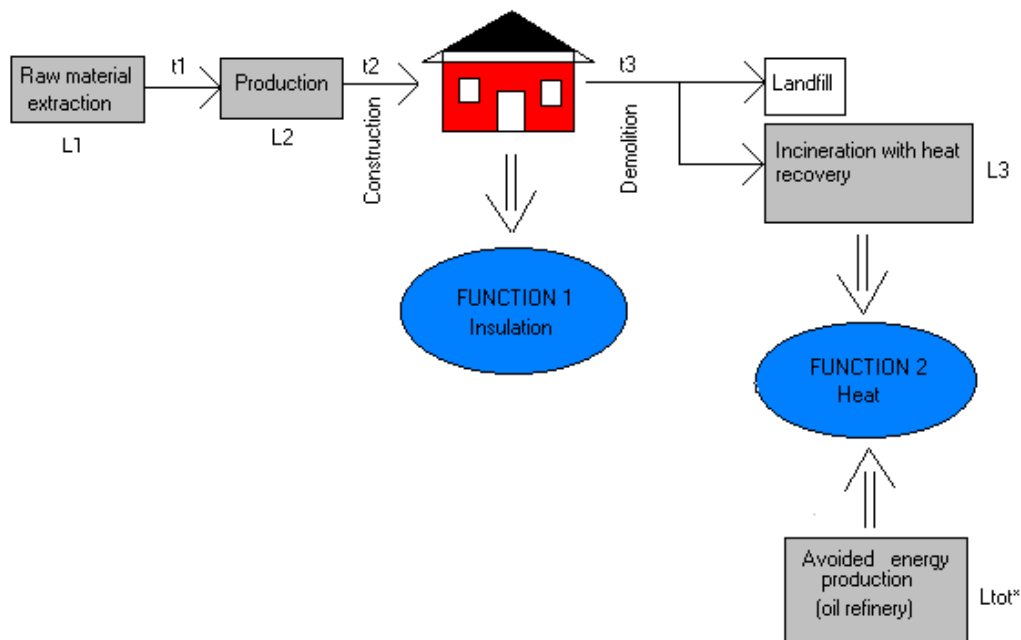 Raw material
extraction
L1
t1
Production
L2
t2
Construction
t3
Demolition
Landfill
Incineration with heat
recovery
L3
FUNCTION 1
Insulation
FUNCTION 2
Heat
Avoided energy
production
(oil refinery)
Ltot*